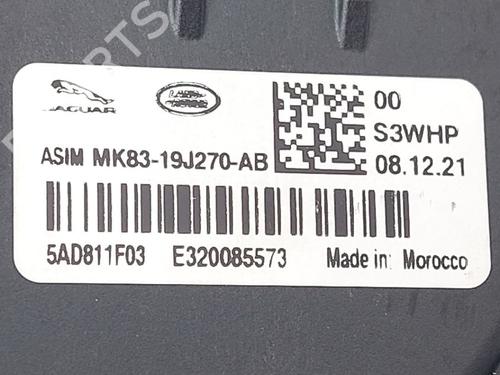 JAGUAR
LAND ROVER
00
S3WHP
ASIM MK83-19J270-AB
08.12.21
5AD811F03 E320085573 Made in: Morocco